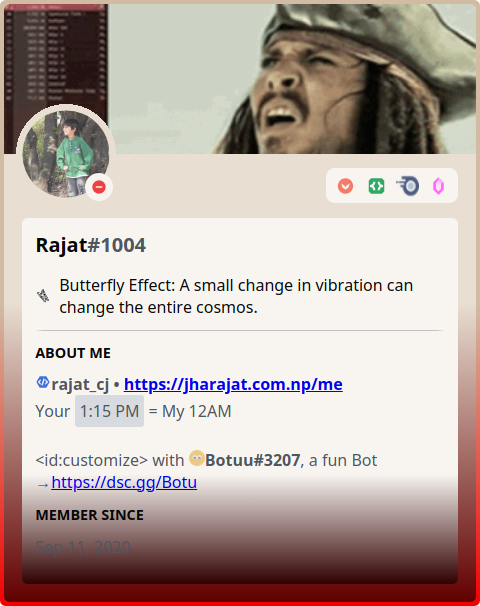 Rajat#1004
Butterfly Effect: A small change in vibration can
change the entire cosmos.
ABOUT ME
rajat_cj • https://jharajat.com.np/me
Your 1:15 PM = My 12AM
<id:customize> with Botuu#3207, a fun Bot
→https://dsc.gg/Botu
MEMBER SINCE
Sep 11, 2020